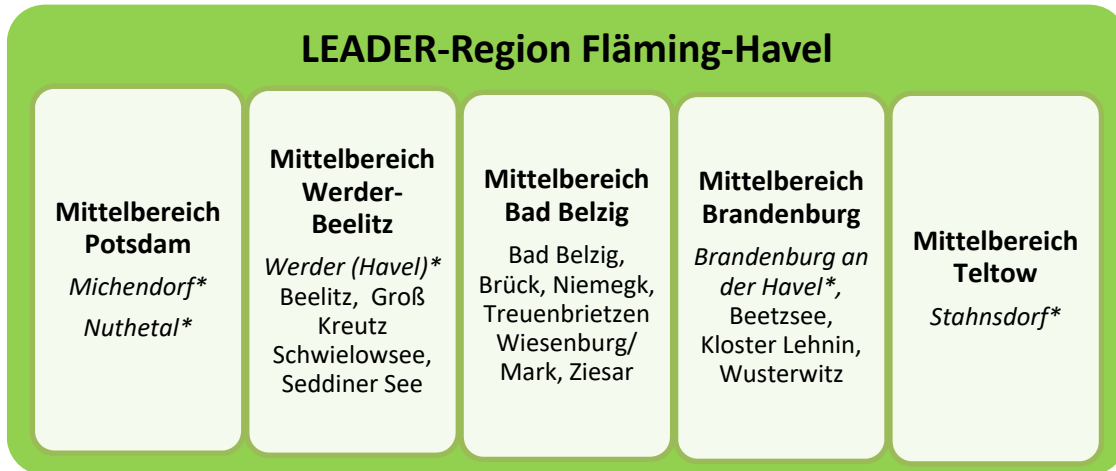 LEADER-Region Fläming-Havel
Mittelbereich
Potsdam
Michendorf*
Nuthetal*
Mittelbereich
Werder-
Beelitz
Werder (Havel)*
Beelitz, Groß
Kreutz
Schwielowsee,
Seddiner See
Mittelbereich
Bad Belzig
Bad Belzig,
Brück, Niemegk,
Treuenbrietzen
Wiesenburg/
Mark, Ziesar
Mittelbereich
Brandenburg
Brandenburg an
der Havel*,
Beetzsee,
Kloster Lehnin,
Wusterwitz
Mittelbereich
Teltow
Stahnsdorf*